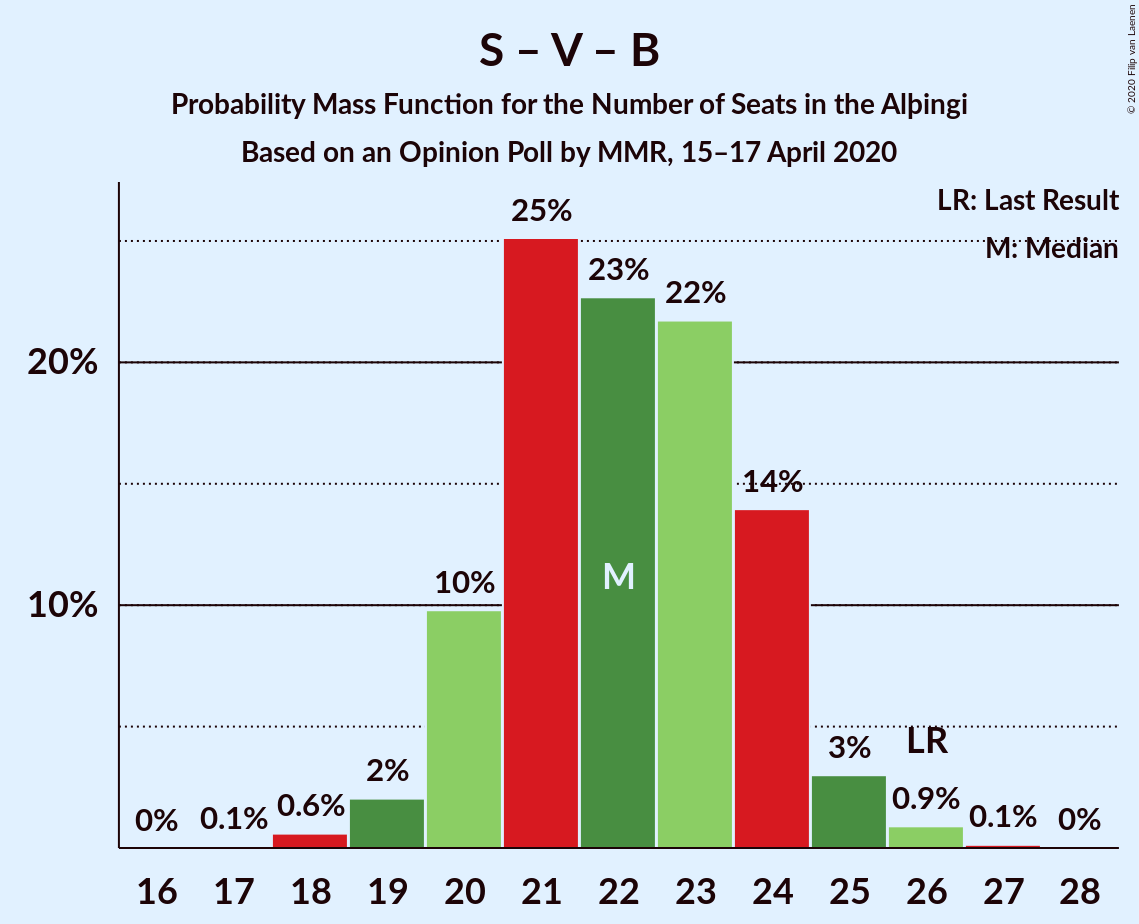 S – V – B
Probability Mass Function for the Number of Seats in the Alþingi
Based on an Opinion Poll by MMR, 15–17 April 2020
© 2020 Filip van Laenen
LR: Last Result
M: Median
20%
10%
0%
0.1%
0.6%
2%
10%
25%
23%
22%
14%
3%
0.9%
0.1%
0%
M
LR
16 17 18 19 20 21 22 23 24 25 26 27 28